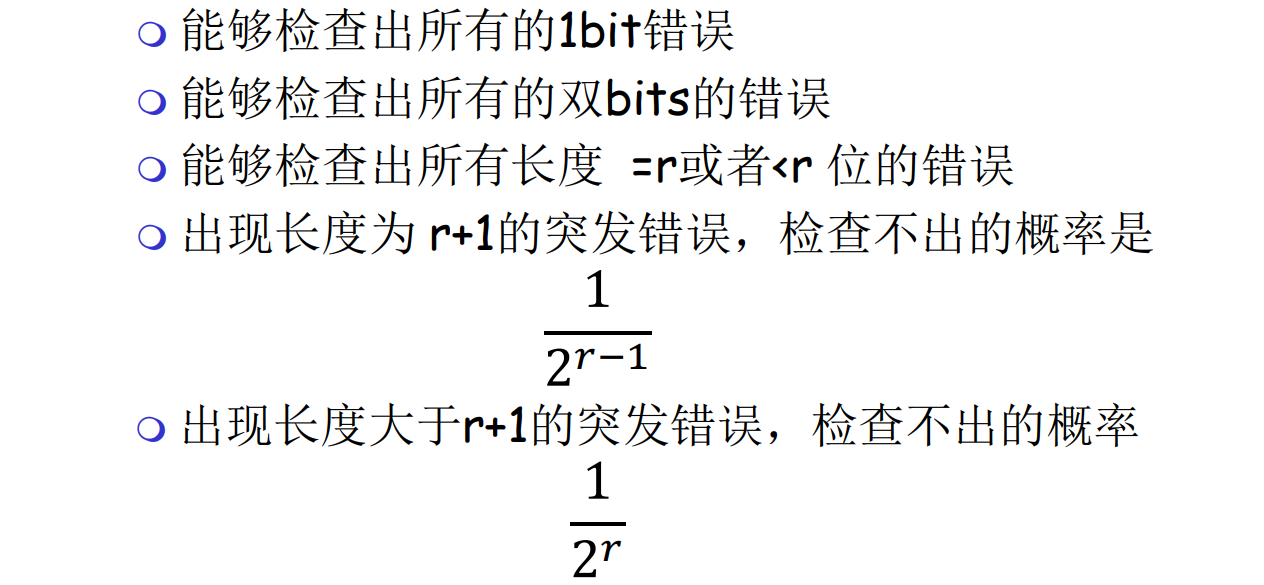 能够检查出所有的1bit错误
能够检查出所有的双bits的错误
能够检查出所有长度 =r或者<r 位的错误
出现长度为 r+1的突发错误，检查不出的概率是
1
2^{r-1}
出现长度大于r+1的突发错误，检查不出的概率
1
2^r